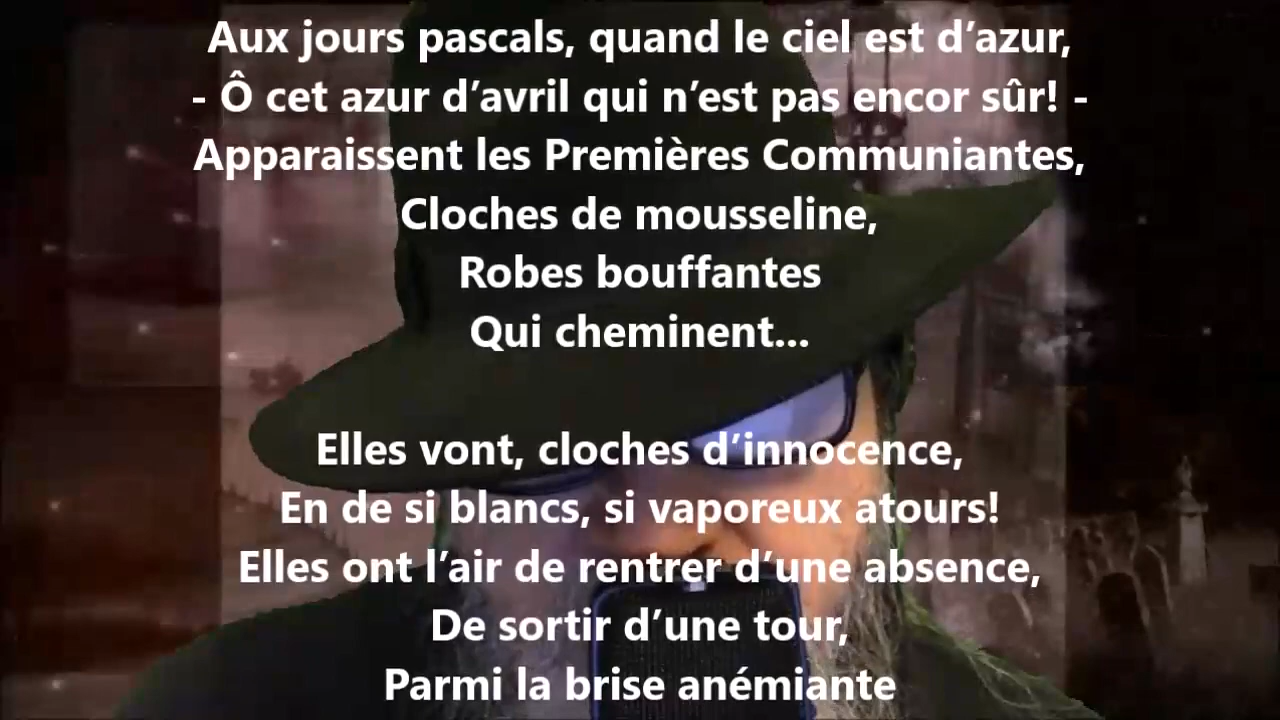 Aux jours pascals, quand le ciel est d’azur,
- Ô cet azur d’avril qui n’est pas encor sûr! -
Apparaissent les Premières Communiantes,
Cloches de mousseline,
Robes bouffantes
Qui cheminent...
Elles vont, cloches d’innocence,
En de si blancs, si vaporeux atours!
Elles ont l’air de rentrer d’une absence,
De sortir d’une tour,
Parmi la brise anémiante